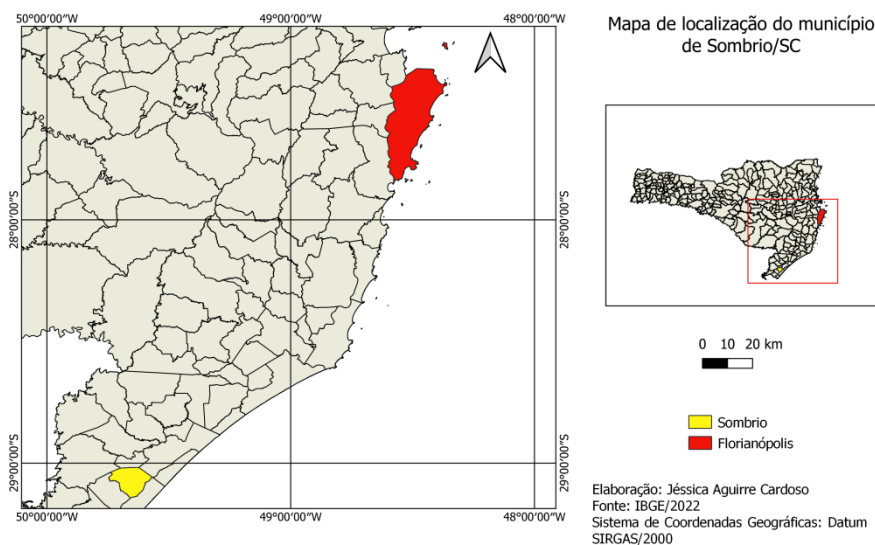 50°00'00"W 49°00'00"W 48°00'00"W
28°00'00"S 28°00'00"S
29°00'00"S 29°00'00"S
50°00'00"W 49°00'00"W 48°00'00"W
Mapa de localização do município
de Sombrio/SC
0 10 20 km
Sombrio
Florianópolis
Elaboração: Jéssica Aguirre Cardoso
Fonte: IBGE/2022
Sistema de Coordenadas Geográficas: Datum
SIRGAS/2000